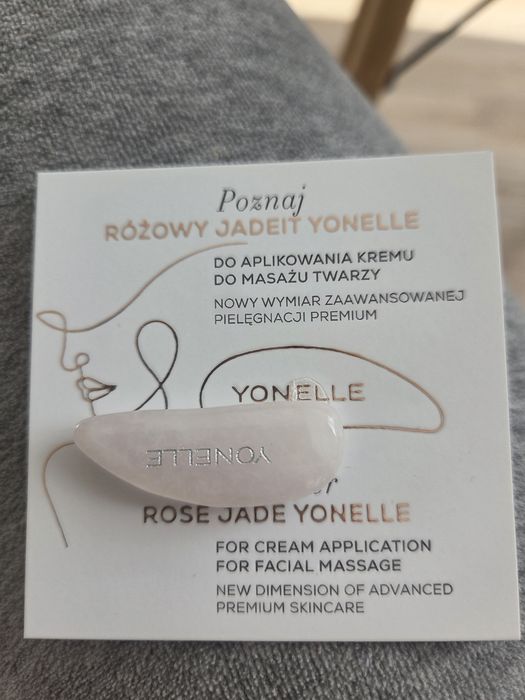 Poznaj
RÓŻOWY JADEIT YONELLE
DO APLIKOWANIA KREMU
DO MASAŻU TWARZY
NOWY WYMIAR ZAAWANSOWANEJ
PIELĘGNACJI PREMIUM
YONELLE
YONELLE
ROSE JADE YONELLE
FOR CREAM APPLICATION
FOR FACIAL MASSAGE
NEW DIMENSION OF ADVANCED
PREMIUM SKINCARE